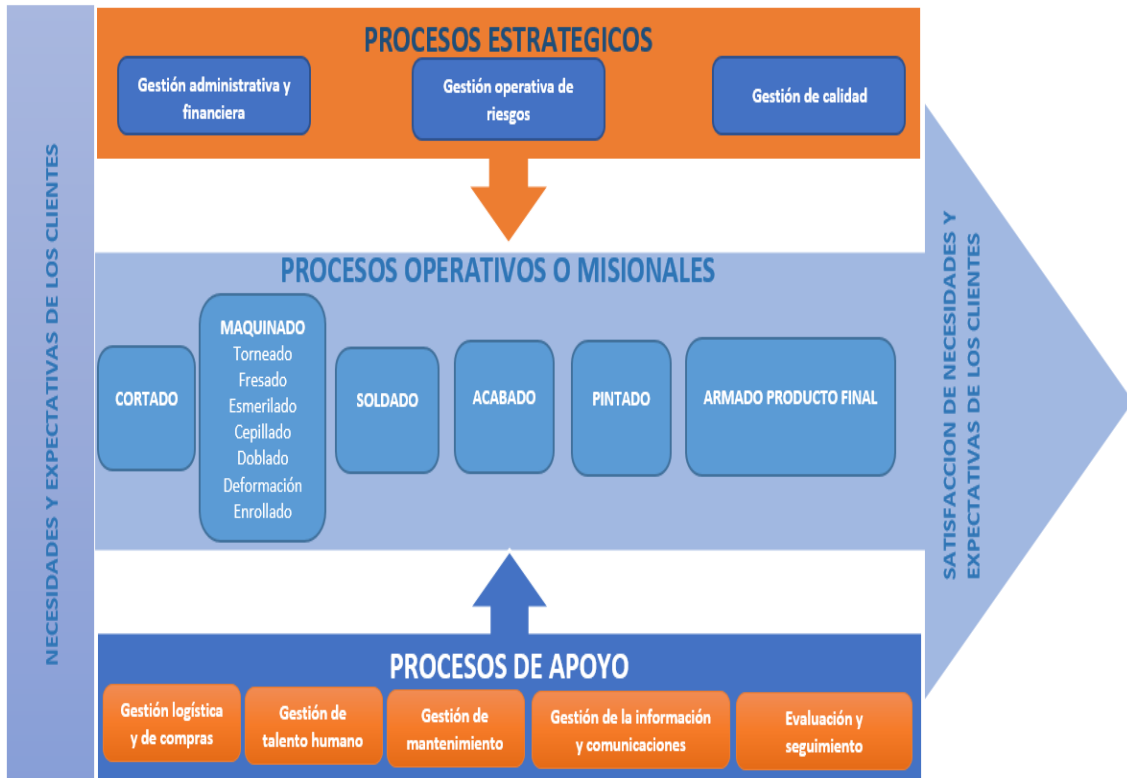 NECESIDADES Y EXPECTATIVAS DE LOS CLIENTES
PROCESOS ESTRATEGICOS
Gestión administrativa y
financiera
Gestión operativa de
riesgos
Gestión de calidad
PROCESOS OPERATIVOS O MISIONALES
CORTADO
MAQUINADO
Torneado
Fresado
Esmerilado
Cepillado
Doblado
Deformación
Enrollado
SOLDADO
ACABADO
PINTADO
ARMADO PRODUCTO FINAL
PROCESOS DE APOYO
Gestión logística
y de compras
Gestión de
talento humano
Gestión de
mantenimiento
Gestión de la información
y comunicaciones
Evaluación y
seguimiento
SATISFACCION DE NECESIDADES Y
EXPECTATIVAS DE LOS CLIENTES